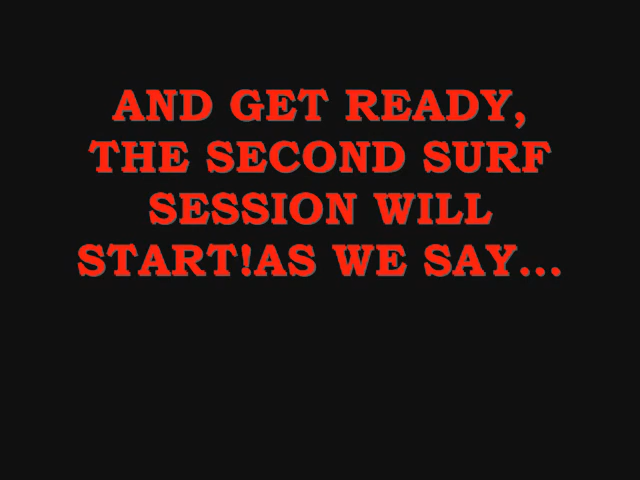 AND GET READY,
THE SECOND SURF
SESSION WILL
START!AS WE SAY...